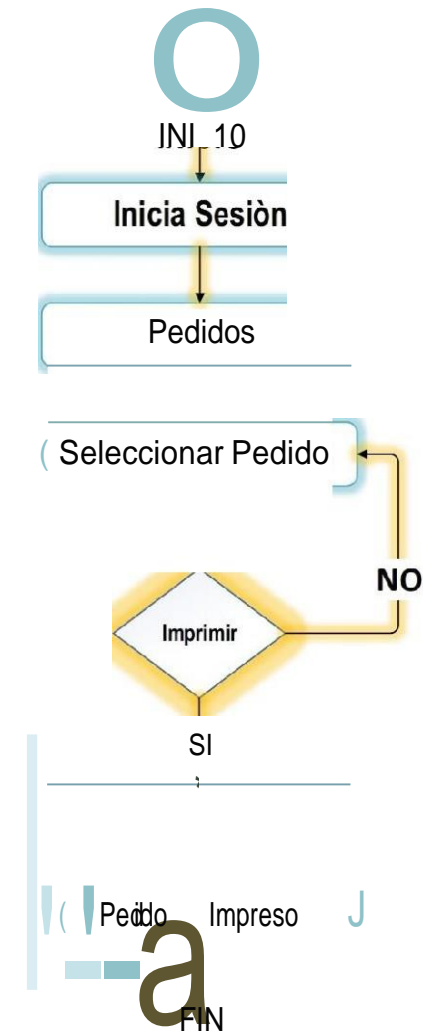 O
INI_10
Inicia Sesiòn
Pedidos
( Seleccionar Pedido
NO
Imprimir
SI
( Pedido Impreso J
a
FIN